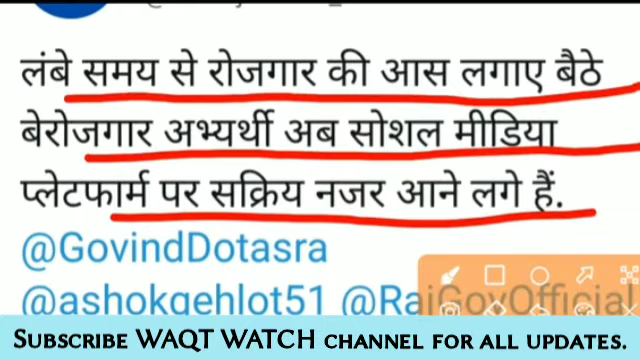 लंबे समय से रोजगार की आस लगाए बैठे
बेरोजगार अभ्यर्थी अब सोशल मीडिया
प्लेटफार्म पर सक्रिय नजर आने लगे हैं.
@GovindDotasra
@ashokgehlot51 @RajGovOfficial
SUBSCRIBE WAQT WATCH CHANNEL FOR ALL UPDATES.